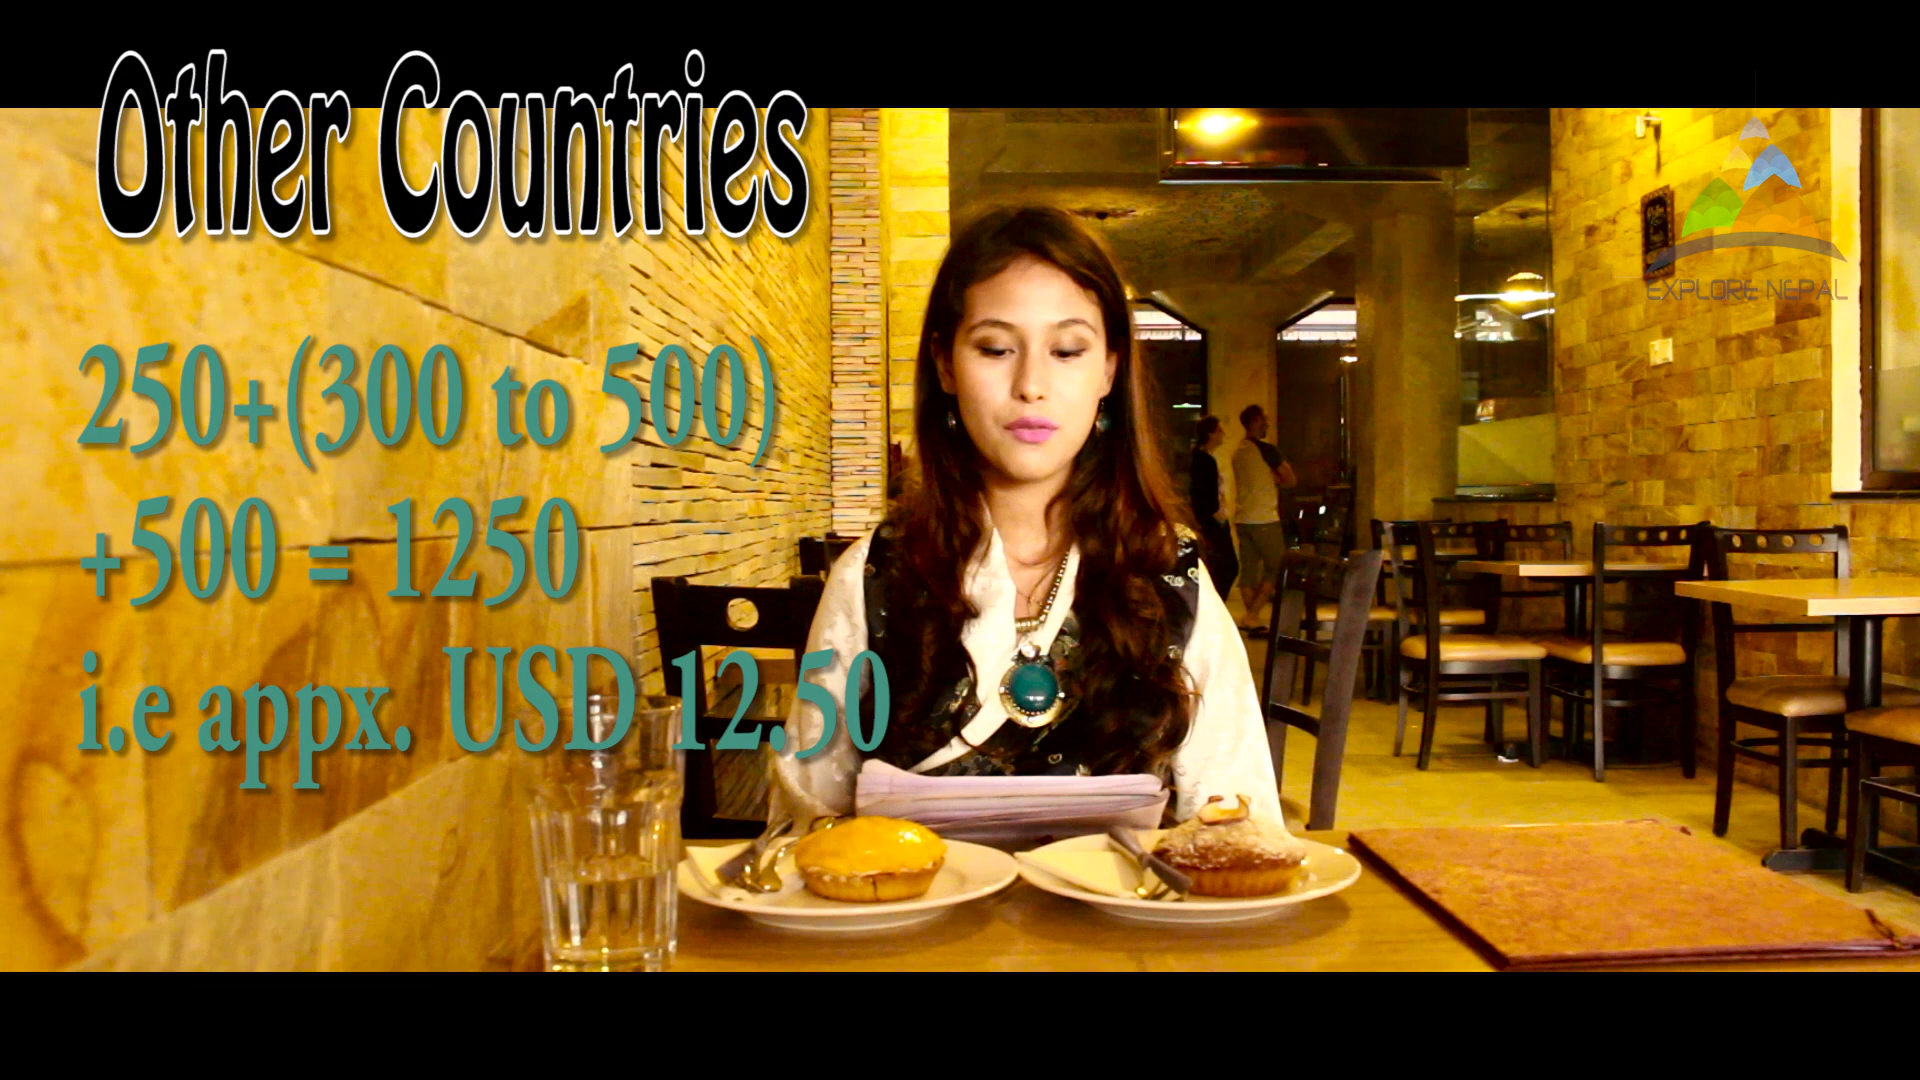 Other Countries
250+(300 to 500)
+500 = 1250
i.e appx. USD 12.50
EXPLORE NEPAL